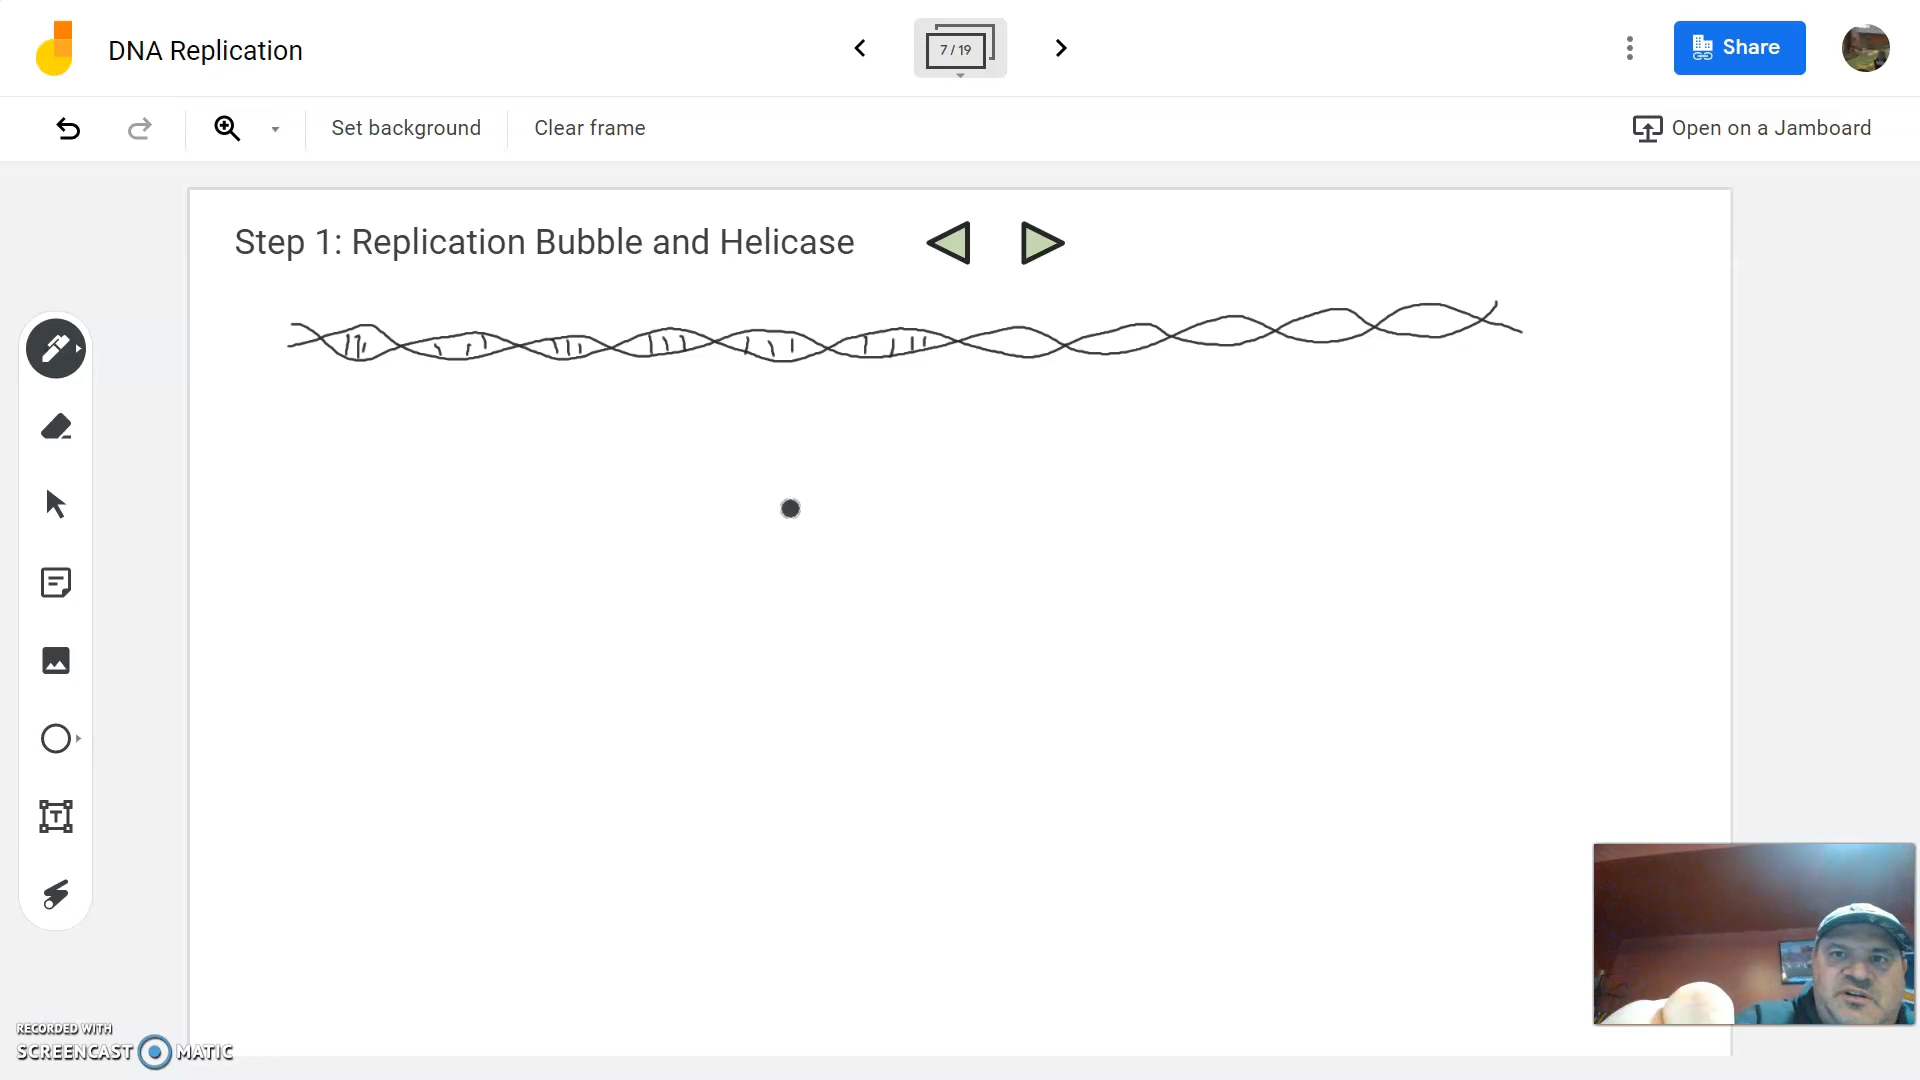 DNA Replication
7 / 19
Share
Set background
Clear frame
Open on a Jamboard
Step 1: Replication Bubble and Helicase
T
RECORDED WITH
SCREENCAST MATIC